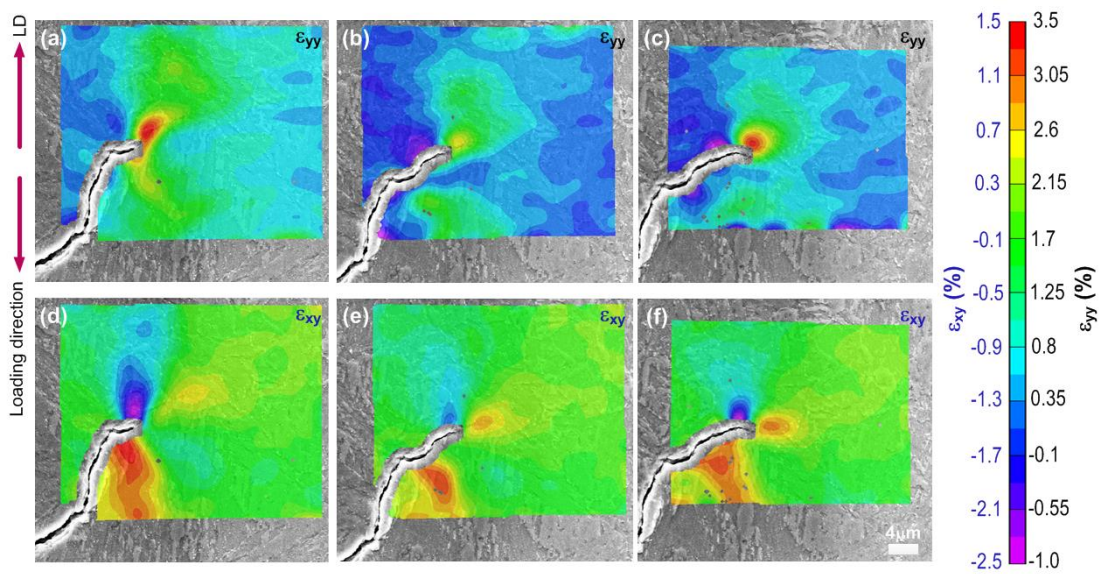 LD
Loading direction
(a) εyy
(b) εyy
(c) εyy
(d) εxy
(e) εxy
(f) εxy
4μm
εxy (%)
1.5
1.1
0.7
0.3
-0.1
-0.5
-0.9
-1.3
-1.7
-2.1
-2.5
εyy (%)
3.5
3.05
2.6
2.15
1.7
1.25
0.8
0.35
-0.1
-0.55
-1.0